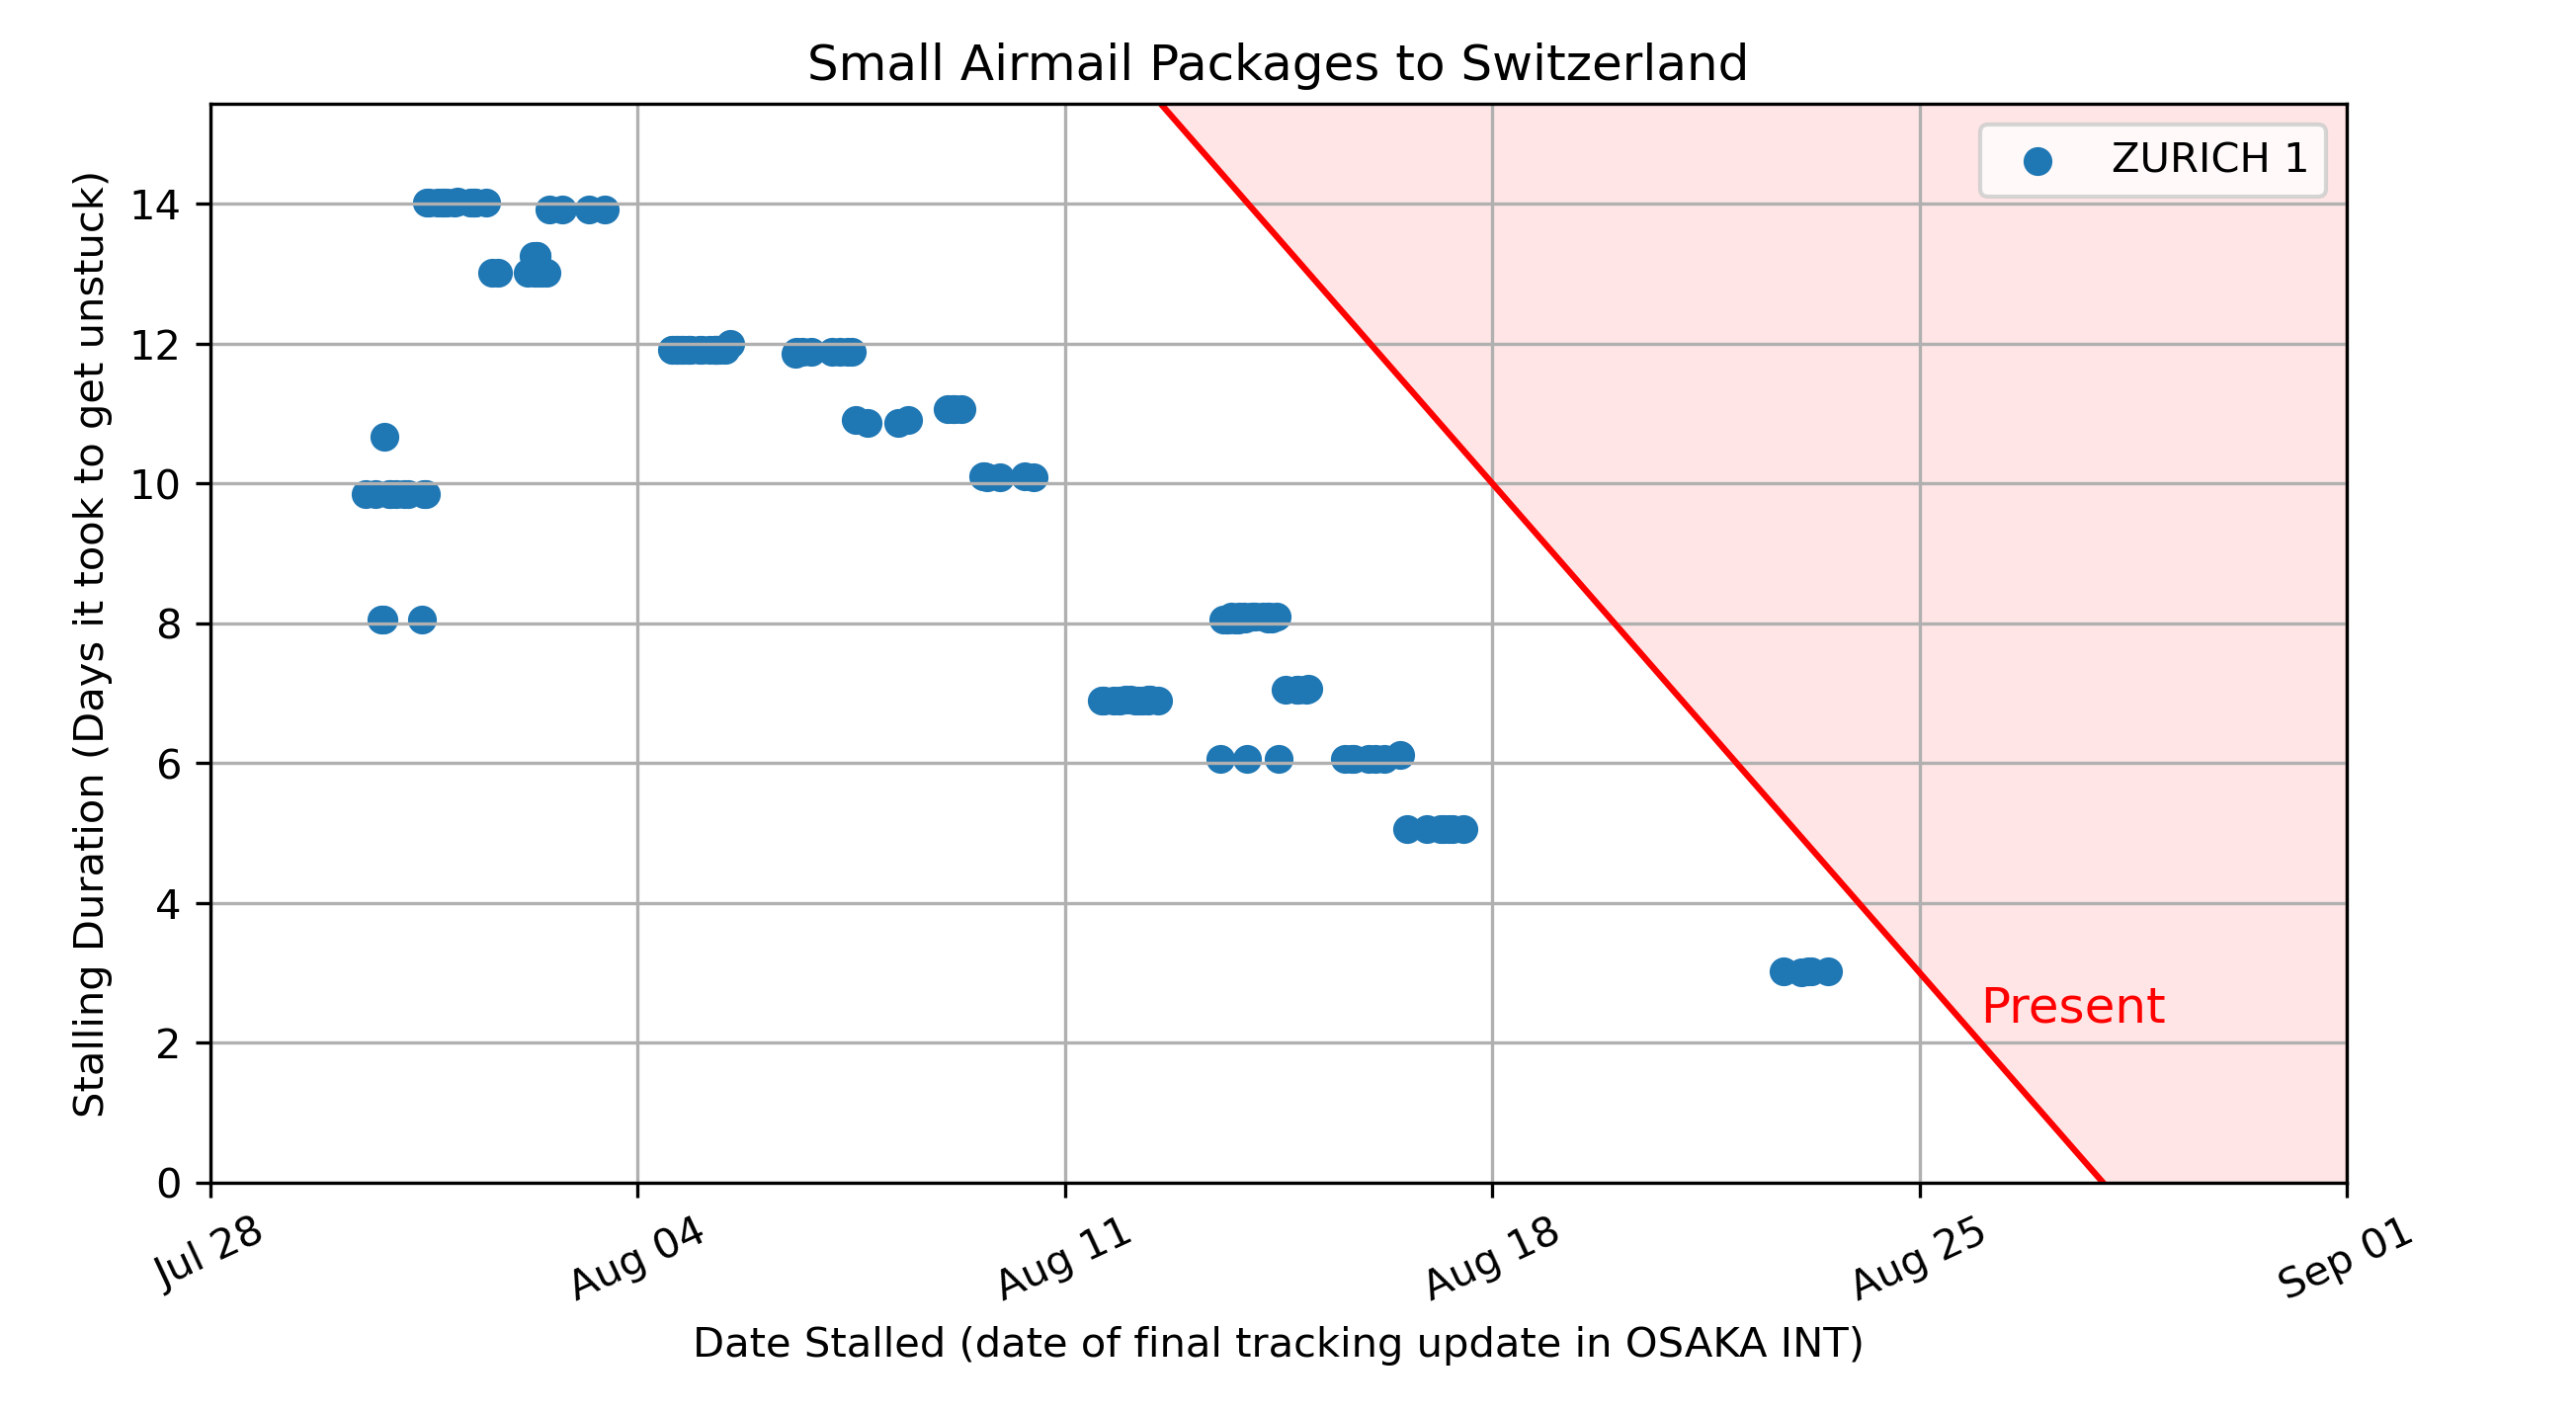 Small Airmail Packages to Switzerland
ZURICH 1
Stalling Duration (Days it took to get unstuck)
14
12
10
8
6
4
2
0
Present
Jul 28
Aug 04
Aug 11
Aug 18
Aug 25
Sep 01
Date Stalled (date of final tracking update in OSAKA INT)